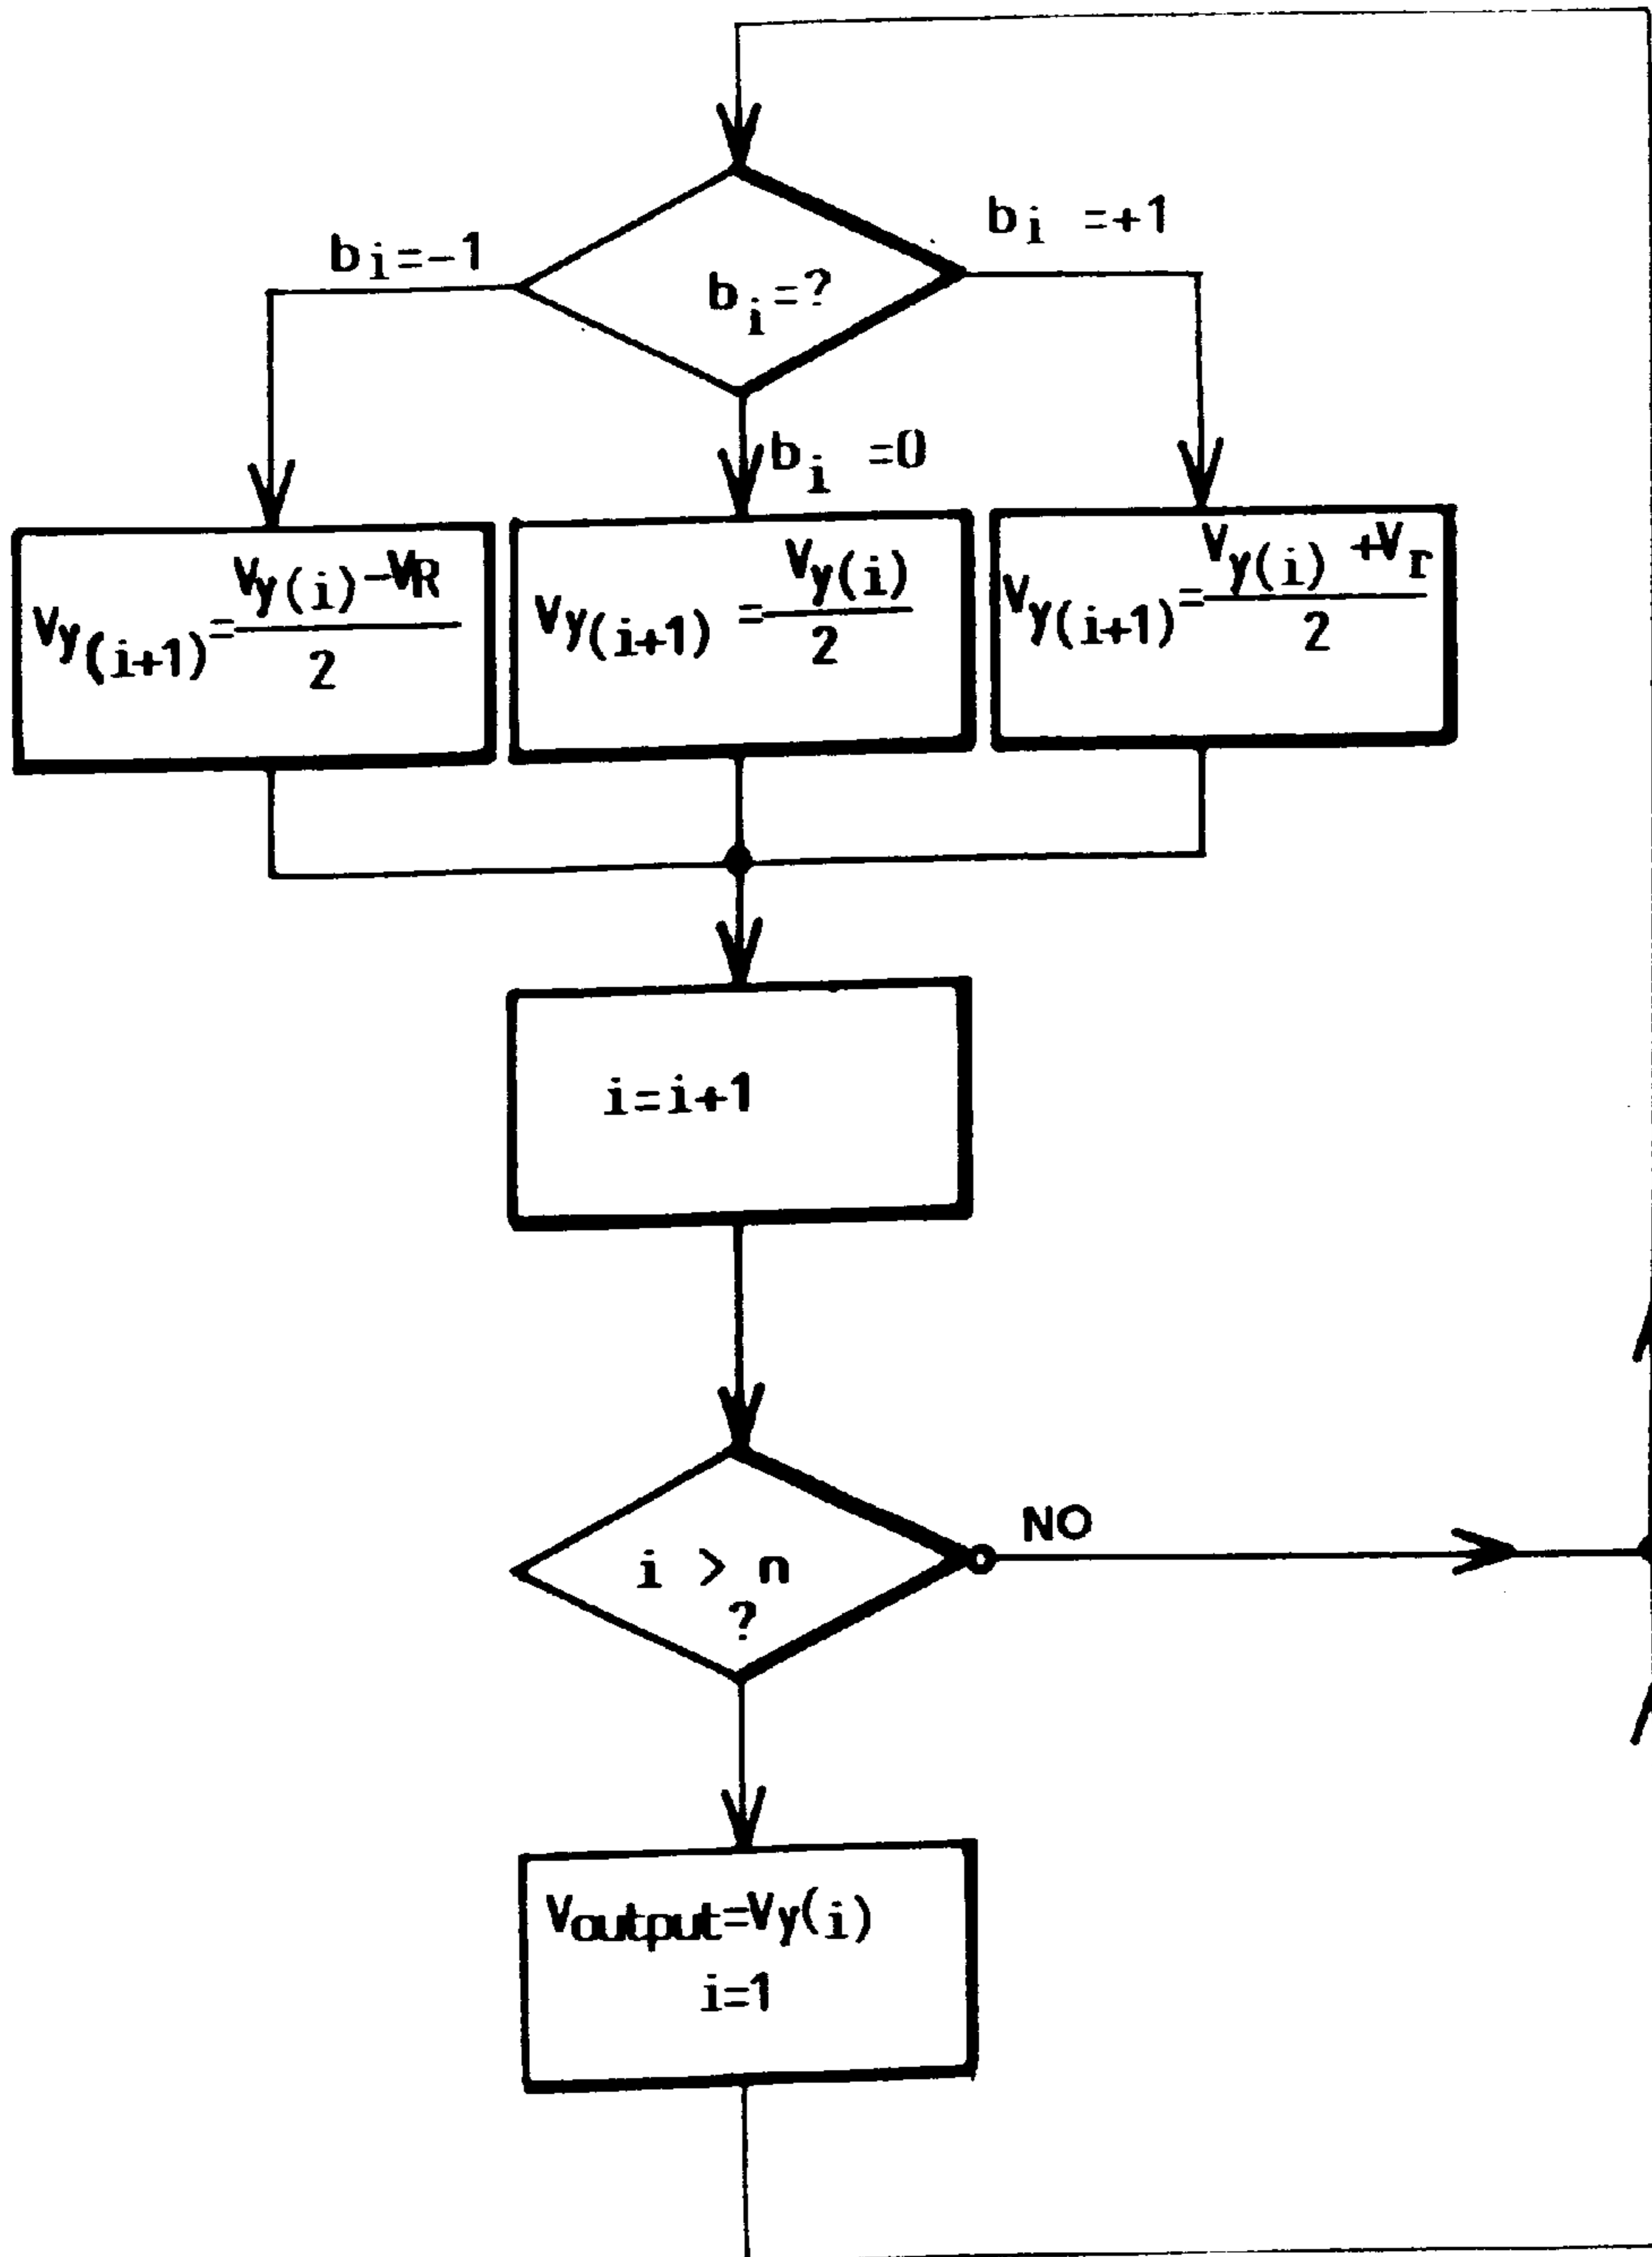 bi=-1
bi =+1
bi=?
bi =0
Vy(i+1)=Vy(i)-VR/2
Vy(i+1) =Vy(i)/2
Vy(i+1)=Vy(i) +Vr/2
i=i+1
NO
i > n
?
Voutput=Vy(i)
i=1